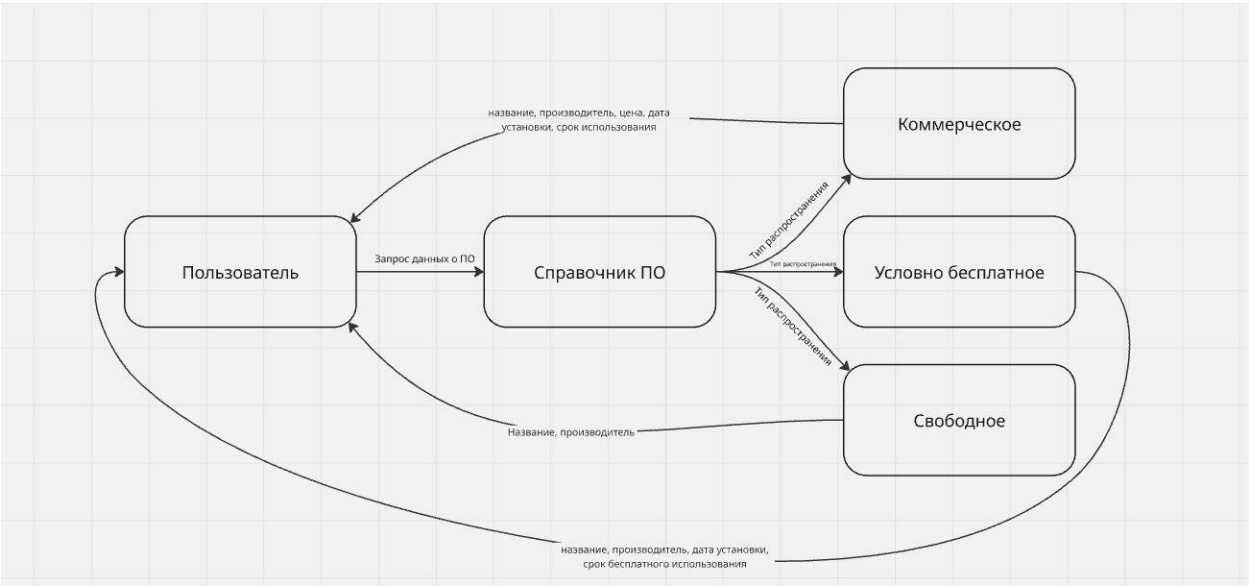 Коммерческое
название, производитель, цена, дата
установки, срок использования
Тип распространения
Пользователь
Запрос данных о ПО
Справочник ПО
Тип распространения
Условно бесплатное
Тип распространения
Свободное
Название, производитель
название, производитель, дата установки,
срок бесплатного использования